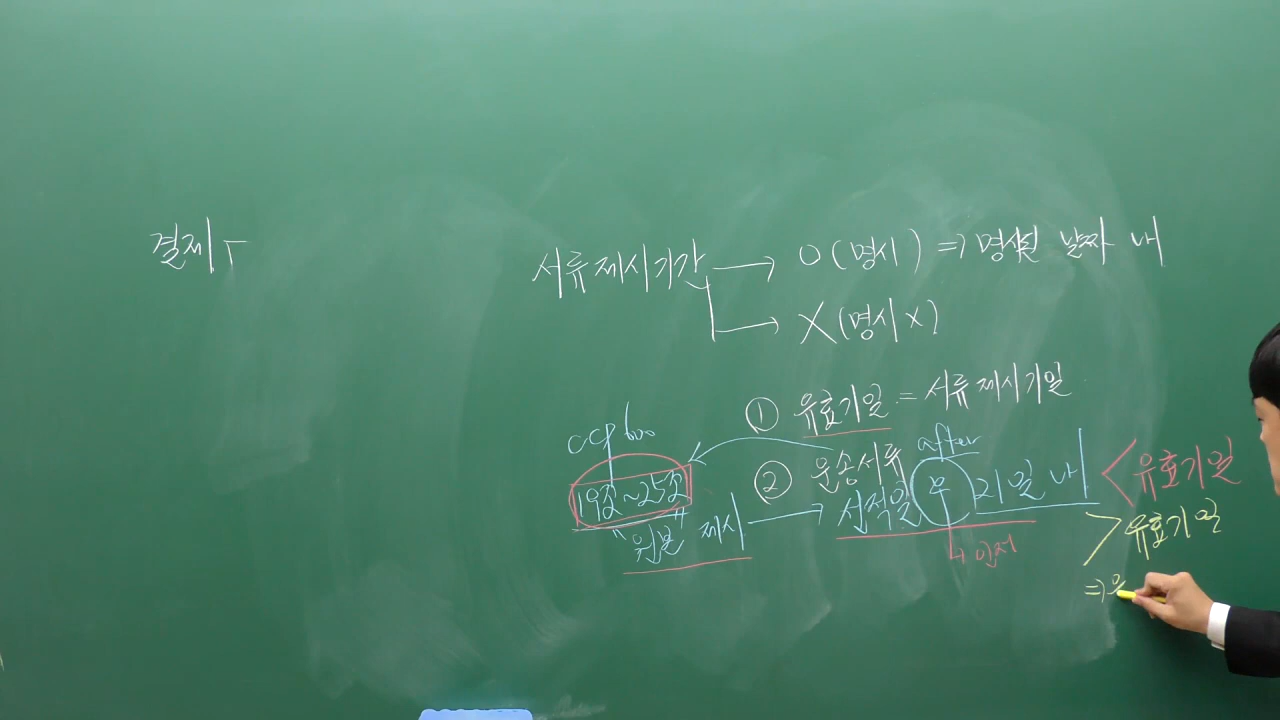 결제
서류제시기간 → O (명시) ⇒ 명시된 날짜 내
→ X (명시 x)
① 유효기일 = 서류제시기일
UCP 600
19조~25조
"원본" 제시 →
② 운송서류
after
선적일 후 21일 내 < 유효기일
> 유효기일
⇒ 유